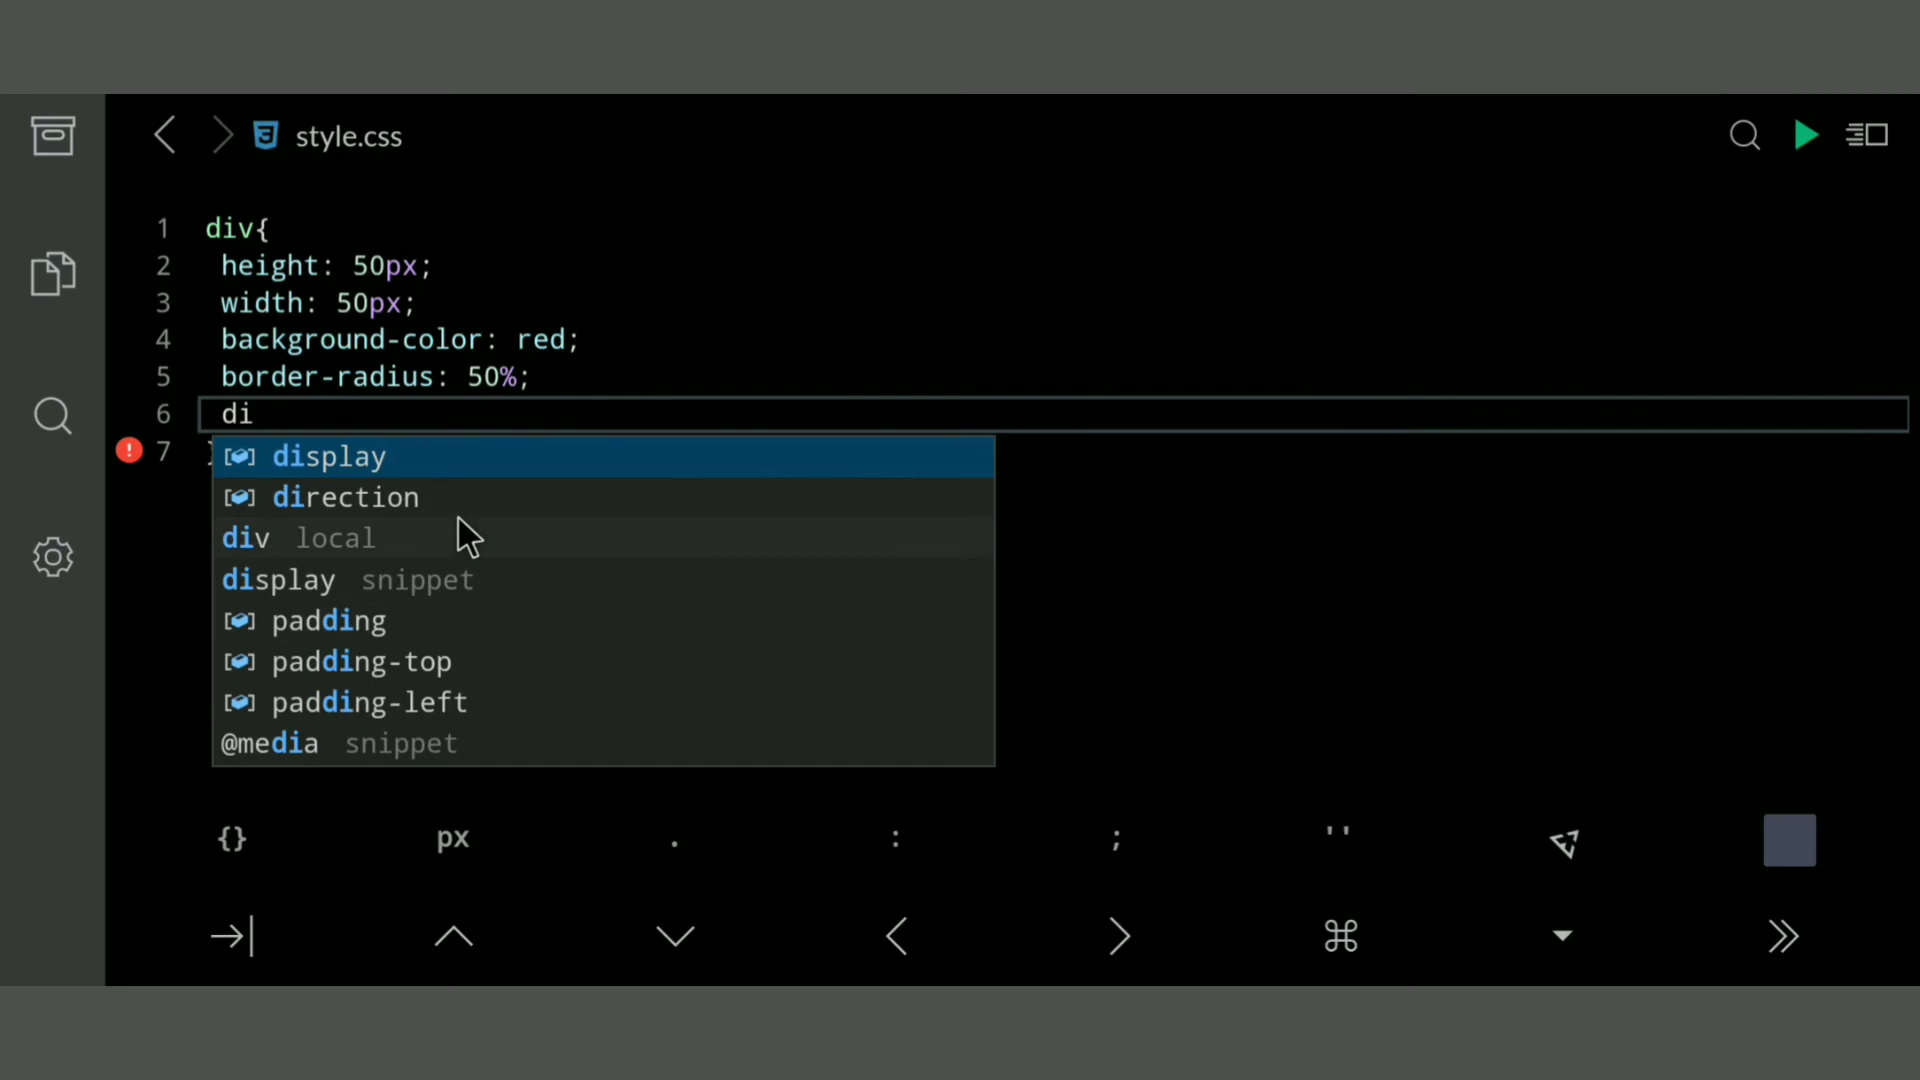 style.css
1 div{
2 height: 50px;
3 width: 50px;
4 background-color: red;
5 border-radius: 50%;
6 di
7
display
direction
div local
display snippet
padding
padding-top
padding-left
@media snippet
{} px . : ; ''